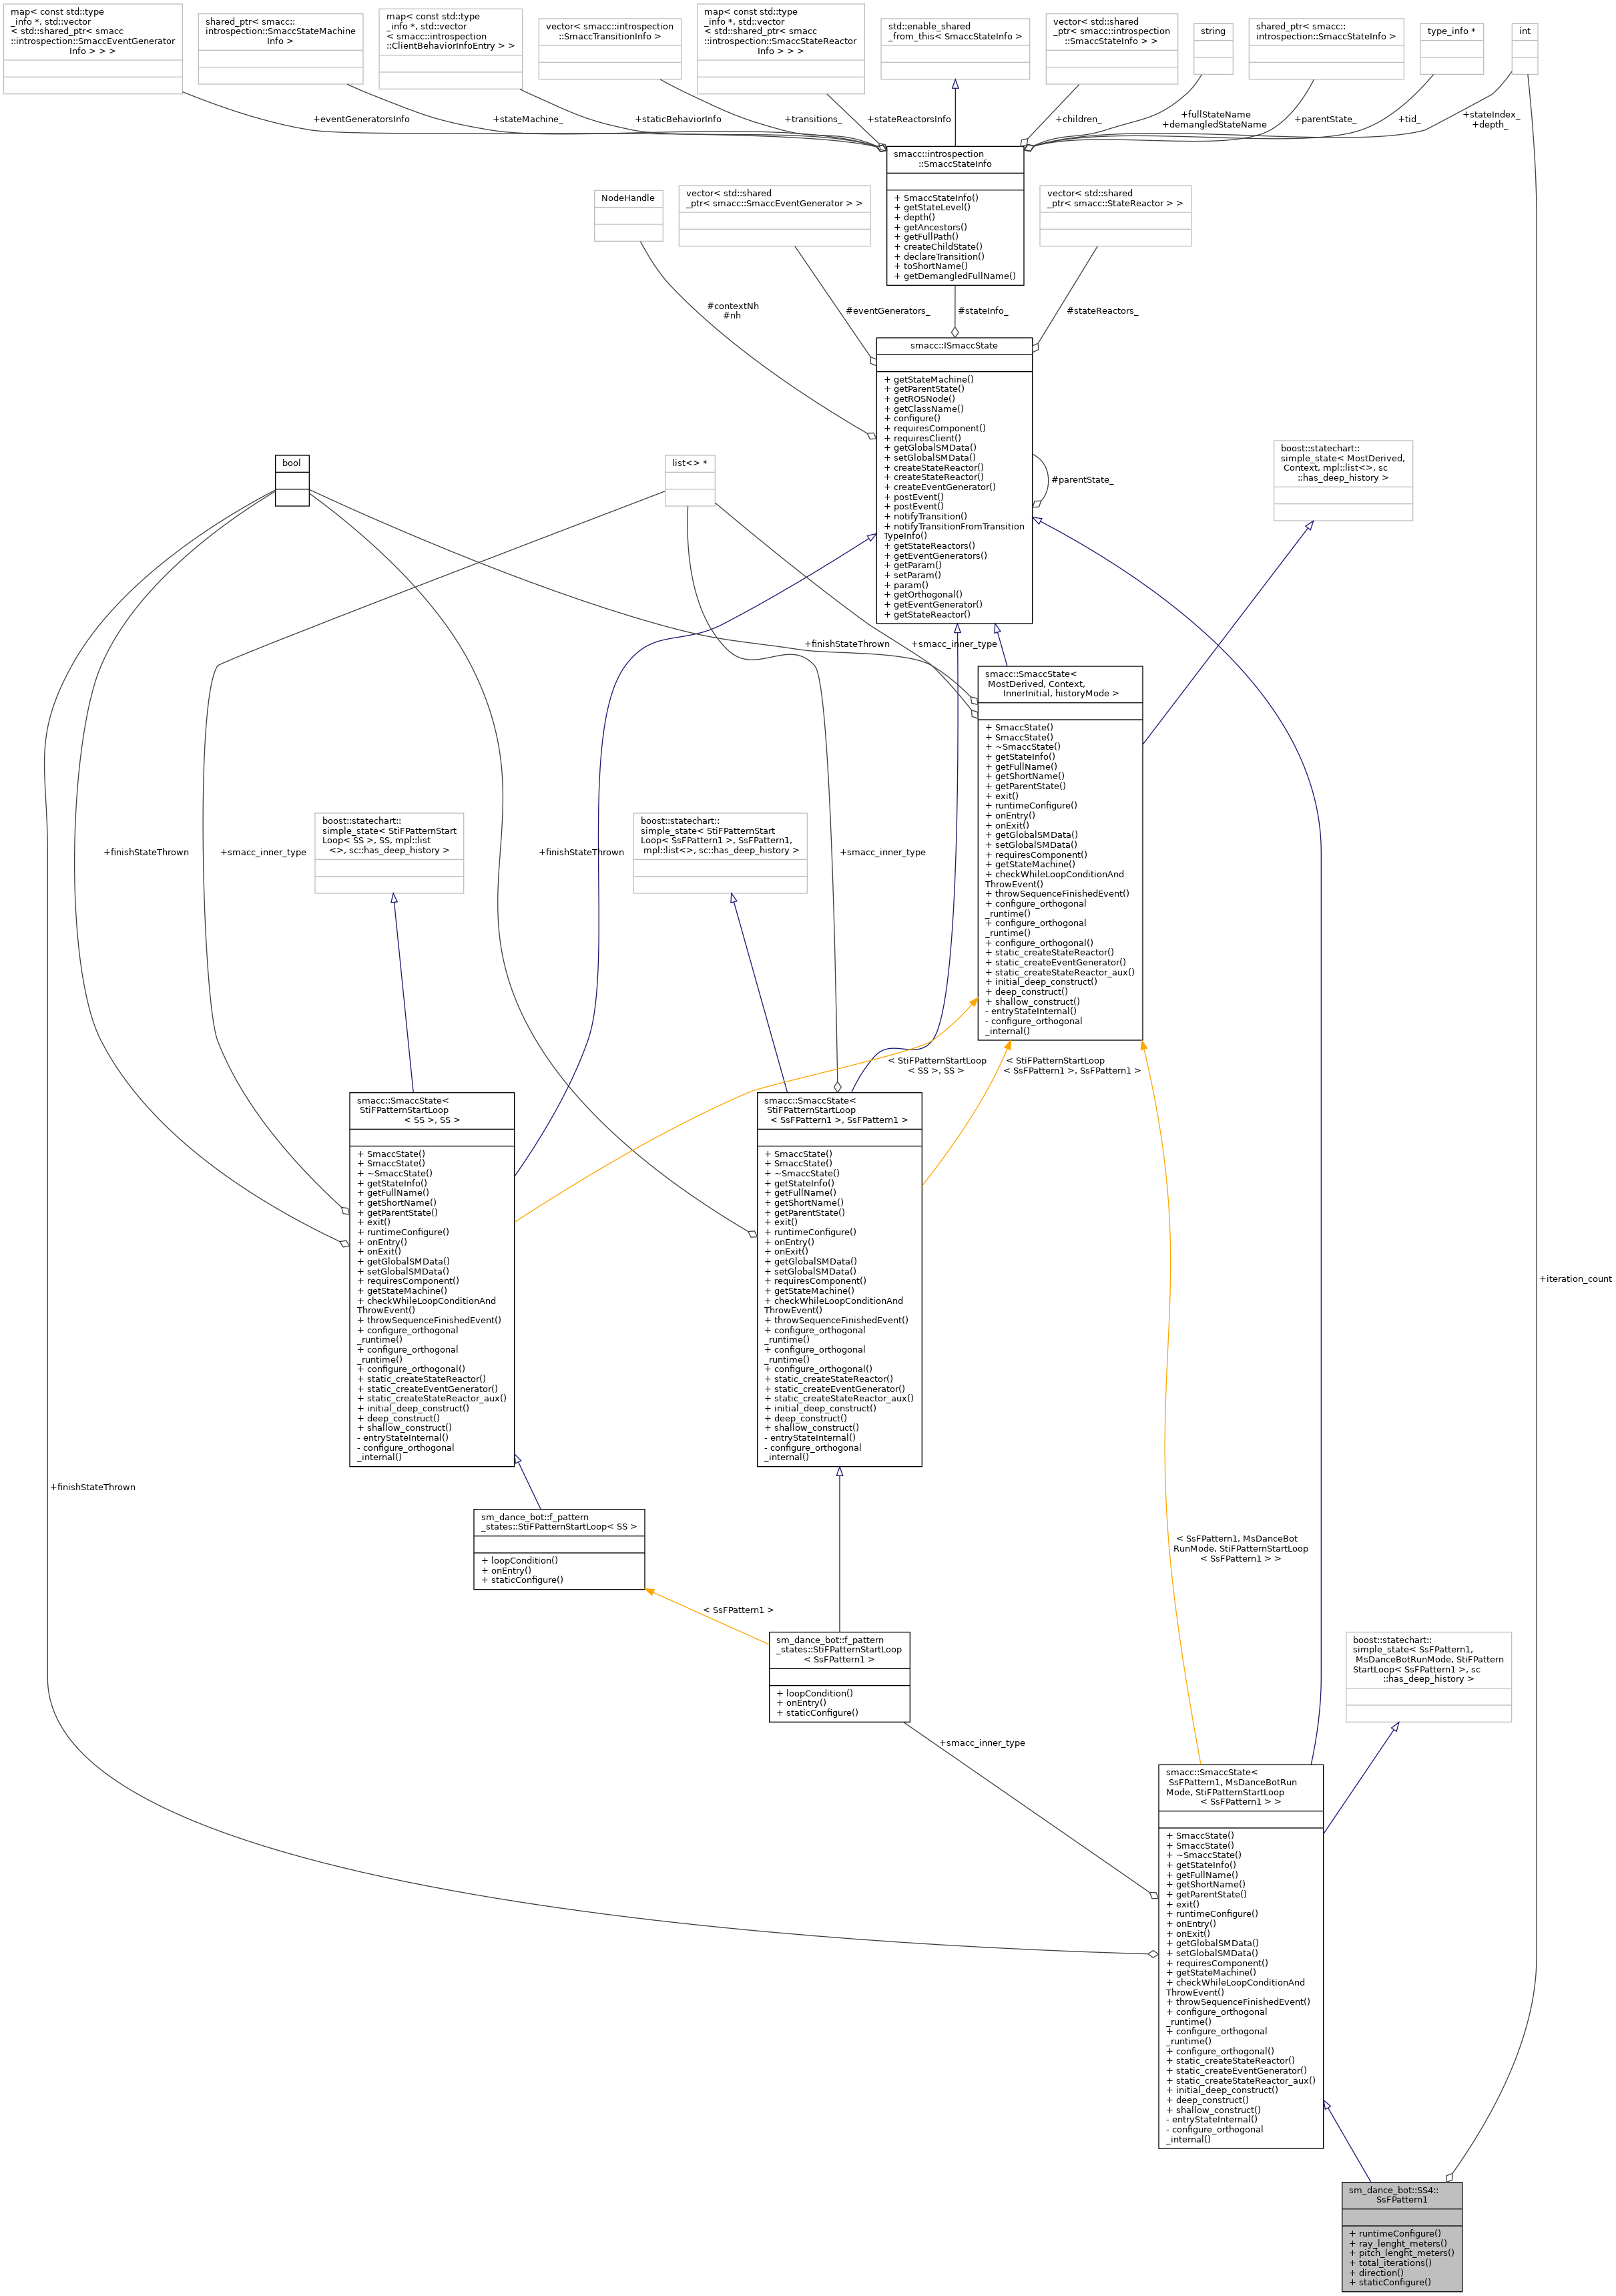 map< const std::type
_info *, std::vector
< std::shared_ptr< smacc
::introspection::SmaccEventGenerator
Info > > >
shared_ptr< smacc::
introspection::SmaccStateMachine
Info >
map< const std::type
_info *, std::vector
< smacc::introspection
::ClientBehaviorInfoEntry > >
vector< smacc::introspection
::SmaccTransitionInfo >
map< const std::type
_info *, std::vector
< std::shared_ptr< smacc
::introspection::SmaccStateReactor
Info > > >
std::enable_shared
_from_this< SmaccStateInfo >
vector< std::shared
_ptr< smacc::introspection
::SmaccStateInfo > >
string
shared_ptr< smacc::
introspection::SmaccStateInfo >
type_info *
int
+eventGeneratorsInfo
+stateMachine_
+staticBehaviorInfo
+transitions_
+stateReactorsInfo
+children_
+fullStateName
+demangledStateName
+parentState_
+tid_
+stateIndex_
+depth_
smacc::introspection
::SmaccStateInfo
+ SmaccStateInfo()
+ getStateLevel()
+ depth()
+ getAncestors()
+ getFullPath()
+ createChildState()
+ declareTransition()
+ toShortName()
+ getDemangledFullName()
NodeHandle
vector< std::shared
_ptr< smacc::SmaccEventGenerator > >
vector< std::shared
_ptr< smacc::StateReactor > >
#contextNh
#nh
#eventGenerators_
#stateInfo_
#stateReactors_
smacc::ISmaccState
+ getStateMachine()
+ getParentState()
+ getROSNode()
+ getClassName()
+ configure()
+ requiresComponent()
+ requiresClient()
+ getGlobalSMData()
+ setGlobalSMData()
+ createStateReactor()
+ createStateReactor()
+ createEventGenerator()
+ postEvent()
+ postEvent()
+ notifyTransition()
+ notifyTransitionFromTransition
TypeInfo()
+ getStateReactors()
+ getEventGenerators()
+ getParam()
+ setParam()
+ param()
+ getOrthogonal()
+ getEventGenerator()
+ getStateReactor()
#parentState_
bool
list<> *
boost::statechart::
simple_state< MostDerived,
Context, mpl::list<>, sc
::has_deep_history >
+finishStateThrown
+smacc_inner_type
smacc::SmaccState<
MostDerived, Context,
InnerInitial, historyMode >
+ SmaccState()
+ SmaccState()
+ ~SmaccState()
+ getStateInfo()
+ getFullName()
+ getShortName()
+ getParentState()
+ exit()
+ runtimeConfigure()
+ onEntry()
+ onExit()
+ getGlobalSMData()
+ setGlobalSMData()
+ requiresComponent()
+ getStateMachine()
+ checkWhileLoopConditionAnd
ThrowEvent()
+ throwSequenceFinishedEvent()
+ configure_orthogonal
_runtime()
+ configure_orthogonal
_runtime()
+ configure_orthogonal()
+ static_createStateReactor()
+ static_createEventGenerator()
+ static_createStateReactor_aux()
+ initial_deep_construct()
+ deep_construct()
+ shallow_construct()
- entryStateInternal()
- configure_orthogonal
_internal()
boost::statechart::
simple_state< StiFPatternStart
Loop< SS >, SS, mpl::list
<>, sc::has_deep_history >
boost::statechart::
simple_state< StiFPatternStart
Loop< SsFPattern1 >, SsFPattern1,
mpl::list<>, sc::has_deep_history >
+finishStateThrown
+smacc_inner_type
+finishStateThrown
+smacc_inner_type
< StiFPatternStartLoop
< SS >, SS >
< StiFPatternStartLoop
< SsFPattern1 >, SsFPattern1 >
smacc::SmaccState<
StiFPatternStartLoop
< SS >, SS >
+ SmaccState()
+ SmaccState()
+ ~SmaccState()
+ getStateInfo()
+ getFullName()
+ getShortName()
+ getParentState()
+ exit()
+ runtimeConfigure()
+ onEntry()
+ onExit()
+ getGlobalSMData()
+ setGlobalSMData()
+ requiresComponent()
+ getStateMachine()
+ checkWhileLoopConditionAnd
ThrowEvent()
+ throwSequenceFinishedEvent()
+ configure_orthogonal
_runtime()
+ configure_orthogonal
_runtime()
+ configure_orthogonal()
+ static_createStateReactor()
+ static_createEventGenerator()
+ static_createStateReactor_aux()
+ initial_deep_construct()
+ deep_construct()
+ shallow_construct()
- entryStateInternal()
- configure_orthogonal
_internal()
smacc::SmaccState<
StiFPatternStartLoop
< SsFPattern1 >, SsFPattern1 >
+ SmaccState()
+ SmaccState()
+ ~SmaccState()
+ getStateInfo()
+ getFullName()
+ getShortName()
+ getParentState()
+ exit()
+ runtimeConfigure()
+ onEntry()
+ onExit()
+ getGlobalSMData()
+ setGlobalSMData()
+ requiresComponent()
+ getStateMachine()
+ checkWhileLoopConditionAnd
ThrowEvent()
+ throwSequenceFinishedEvent()
+ configure_orthogonal
_runtime()
+ configure_orthogonal
_runtime()
+ configure_orthogonal()
+ static_createStateReactor()
+ static_createEventGenerator()
+ static_createStateReactor_aux()
+ initial_deep_construct()
+ deep_construct()
+ shallow_construct()
- entryStateInternal()
- configure_orthogonal
_internal()
+iteration_count
+finishStateThrown
sm_dance_bot::f_pattern
_states::StiFPatternStartLoop< SS >
+ loopCondition()
+ onEntry()
+ staticConfigure()
< SsFPattern1, MsDanceBot
RunMode, StiFPatternStartLoop
< SsFPattern1 > >
< SsFPattern1 >
sm_dance_bot::f_pattern
_states::StiFPatternStartLoop
< SsFPattern1 >
+ loopCondition()
+ onEntry()
+ staticConfigure()
boost::statechart::
simple_state< SsFPattern1,
MsDanceBotRunMode, StiFPattern
StartLoop< SsFPattern1 >, sc
::has_deep_history >
+smacc_inner_type
smacc::SmaccState<
SsFPattern1, MsDanceBotRun
Mode, StiFPatternStartLoop
< SsFPattern1 > >
+ SmaccState()
+ SmaccState()
+ ~SmaccState()
+ getStateInfo()
+ getFullName()
+ getShortName()
+ getParentState()
+ exit()
+ runtimeConfigure()
+ onEntry()
+ onExit()
+ getGlobalSMData()
+ setGlobalSMData()
+ requiresComponent()
+ getStateMachine()
+ checkWhileLoopConditionAnd
ThrowEvent()
+ throwSequenceFinishedEvent()
+ configure_orthogonal
_runtime()
+ configure_orthogonal
_runtime()
+ configure_orthogonal()
+ static_createStateReactor()
+ static_createEventGenerator()
+ static_createStateReactor_aux()
+ initial_deep_construct()
+ deep_construct()
+ shallow_construct()
- entryStateInternal()
- configure_orthogonal
_internal()
sm_dance_bot::SS4::
SsFPattern1
+ runtimeConfigure()
+ ray_lenght_meters()
+ pitch_lenght_meters()
+ total_iterations()
+ direction()
+ staticConfigure()